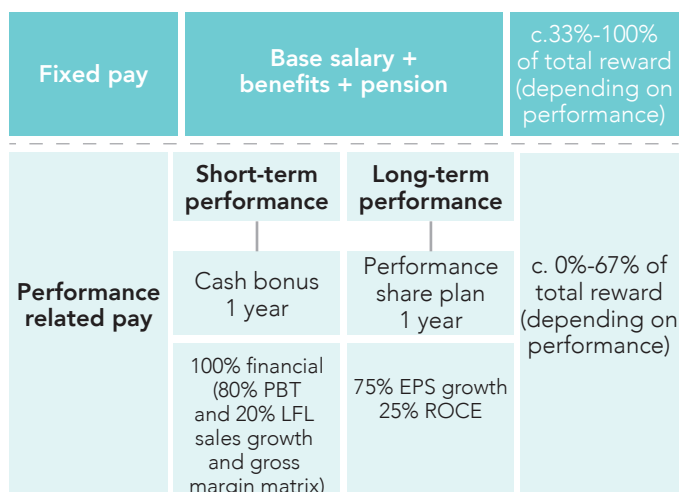 Fixed pay
Base salary +
benefits + pension
c.33%-100%
of total reward
(depending on
performance)
Performance
related pay
Short-term
performance
Cash bonus
1 year
100% financial
(80% PBT
and 20% LFL
sales growth
and gross
margin matrix)
Long-term
performance
Performance
share plan
1 year
75% EPS growth
25% ROCE
c. 0%-67% of
total reward
(depending on
performance)